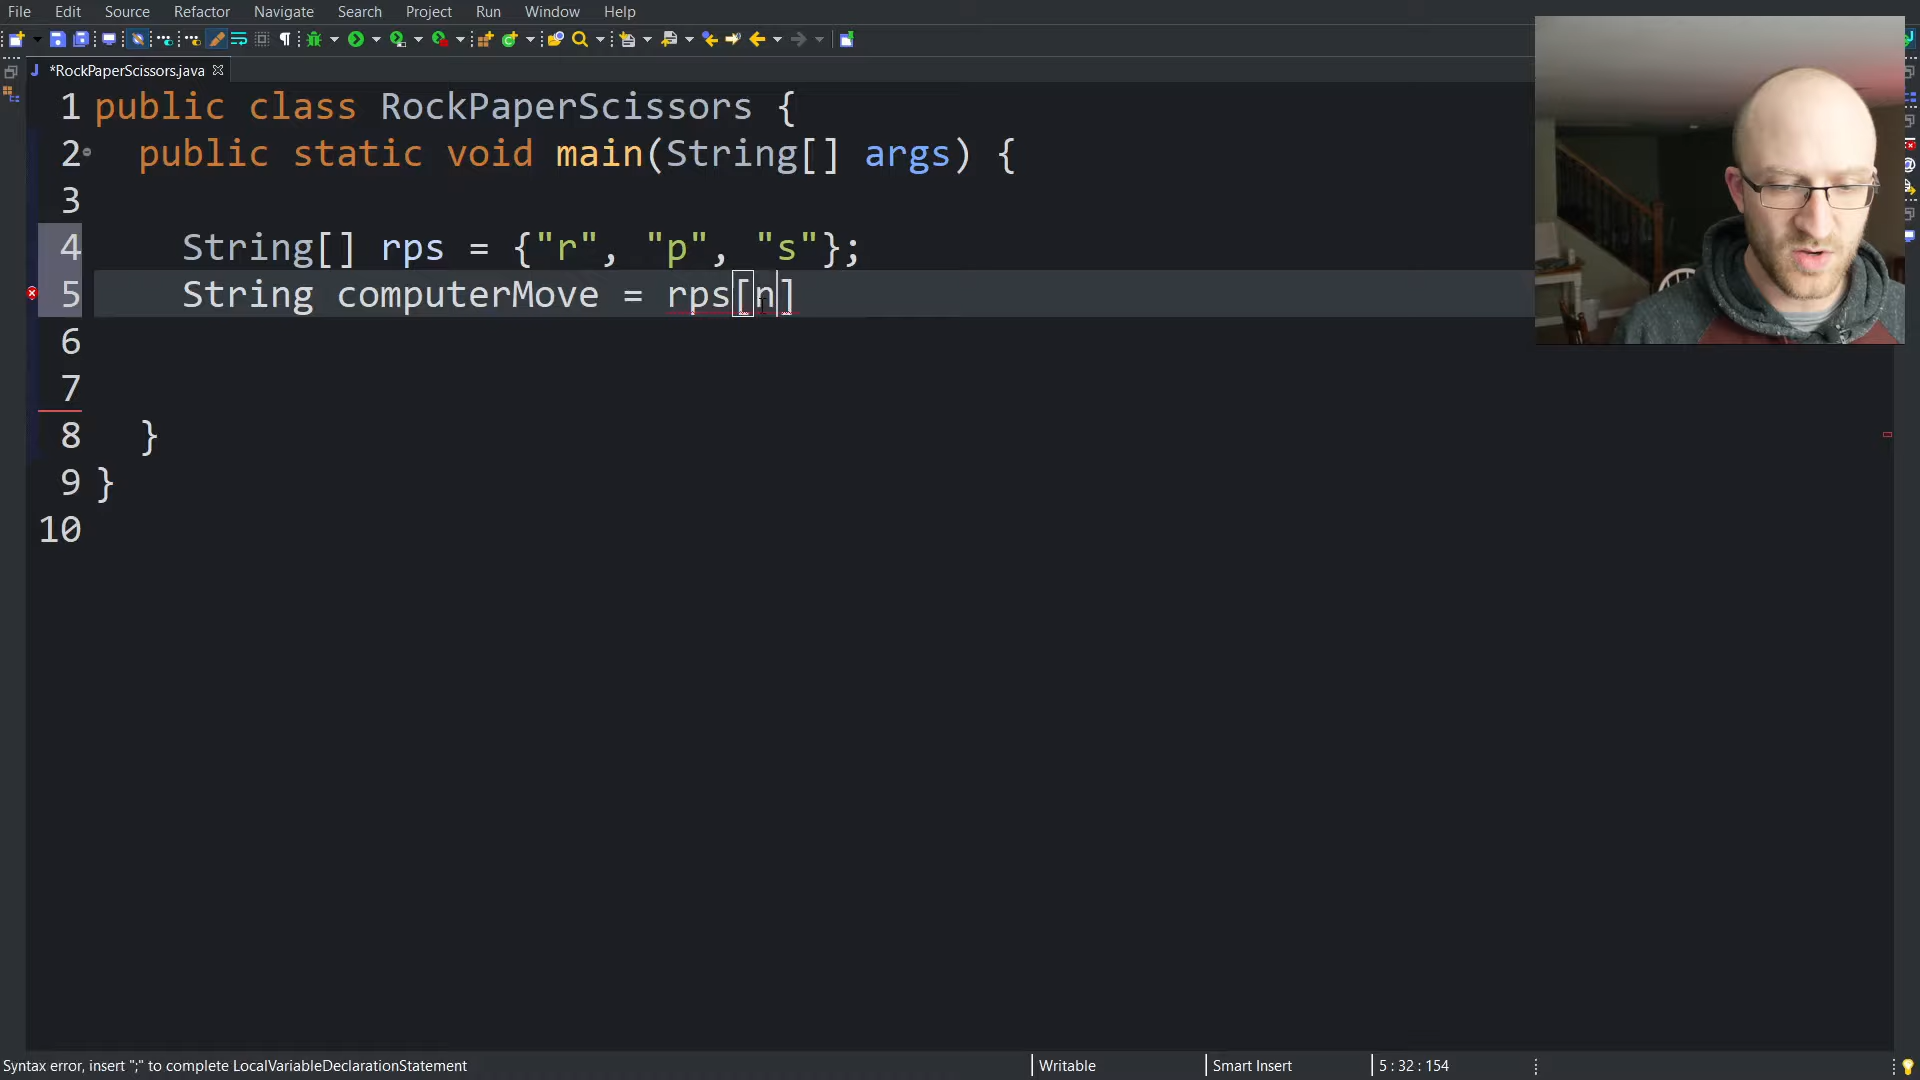 File Edit Source Refactor Navigate Search Project Run Window Help
*RockPaperScissors.java
1 public class RockPaperScissors {
2 public static void main(String[] args) {
3
4 String[] rps = {"r", "p", "s"};
5 String computerMove = rps[n]
6
7
8 }
9 }
10
Syntax error, insert ";" to complete LocalVariableDeclarationStatement Writable Smart Insert 5 : 32 : 154